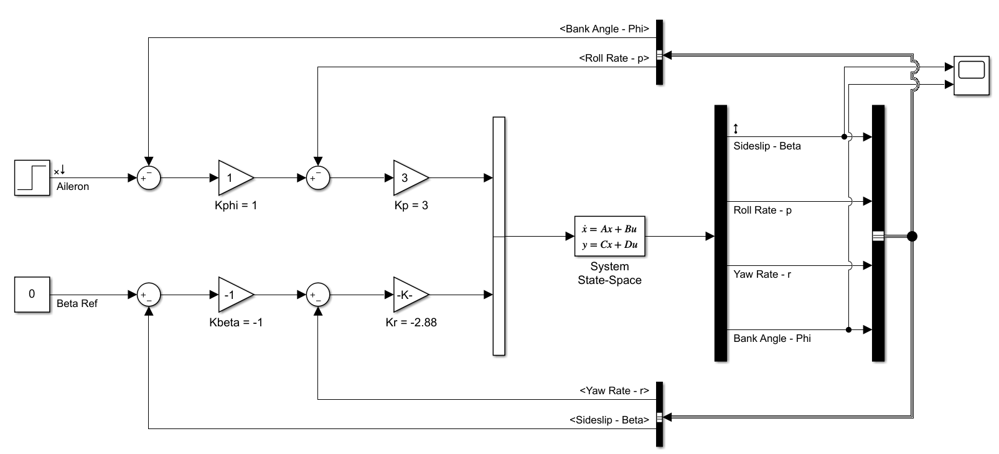 <Bank Angle - Phi>
<Roll Rate - p>
Sideslip - Beta
+
−
Aileron
1
Kphi = 1
+
−
3
Kp = 3
Roll Rate - p
ẋ = Ax + Bu
y = Cx + Du
System
State-Space
Yaw Rate - r
0
Beta Ref
+
−
-1
Kbeta = -1
+
−
-K-
Kr = -2.88
Bank Angle - Phi
<Yaw Rate - r>
<Sideslip - Beta>